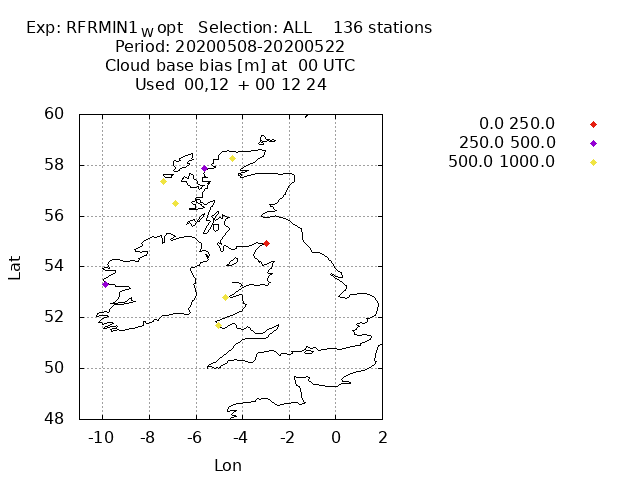 Exp: RFRMIN1_W opt   Selection: ALL    136 stations
Period: 20200508-20200522
Cloud base bias [m] at  00 UTC
Used  00,12  + 00 12 24
0.0 250.0
250.0 500.0
500.0 1000.0
60
58
56
54
52
50
48
Lat
-10 -8 -6 -4 -2 0 2
Lon